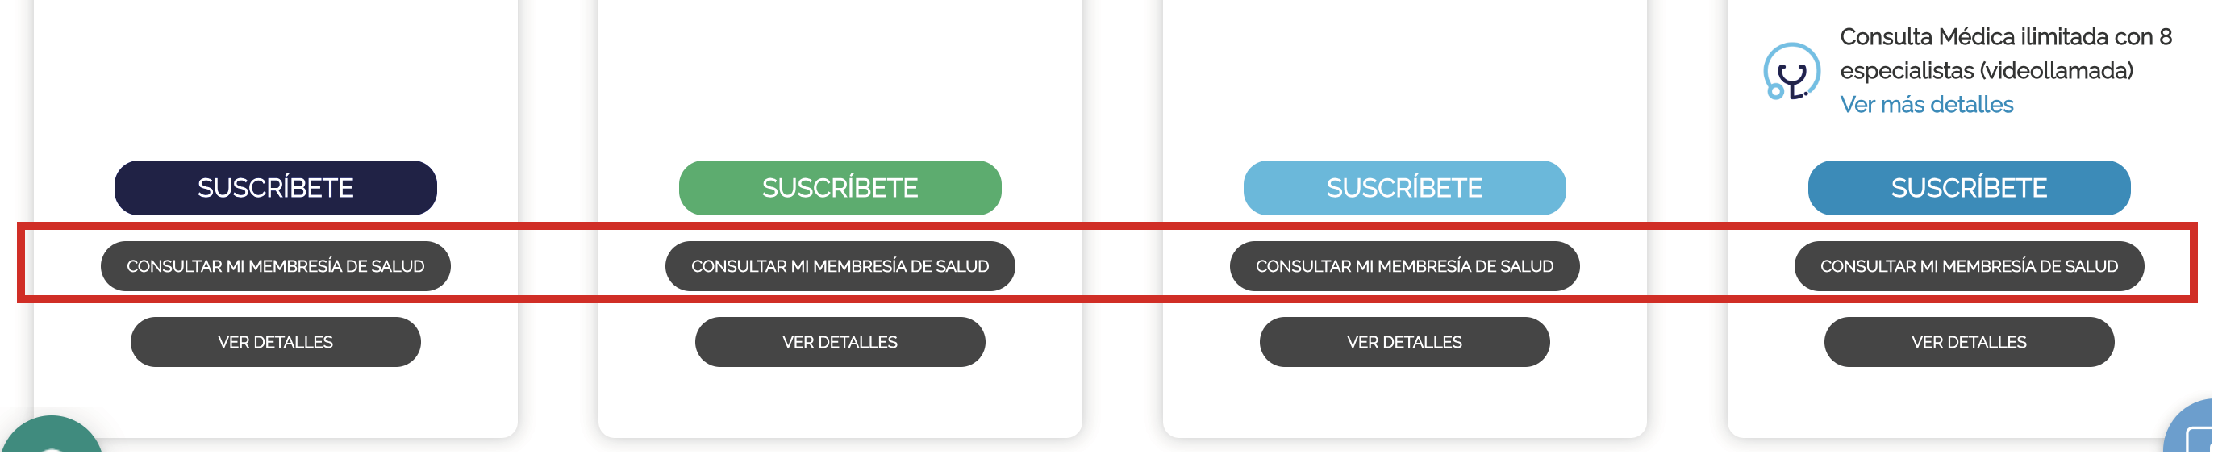 Consulta Médica ilimitada con 8
especialistas (videollamada)
Ver más detalles
SUSCRÍBETE
SUSCRÍBETE
SUSCRÍBETE
SUSCRÍBETE
CONSULTAR MI MEMBRESÍA DE SALUD
CONSULTAR MI MEMBRESÍA DE SALUD
CONSULTAR MI MEMBRESÍA DE SALUD
CONSULTAR MI MEMBRESÍA DE SALUD
VER DETALLES
VER DETALLES
VER DETALLES
VER DETALLES